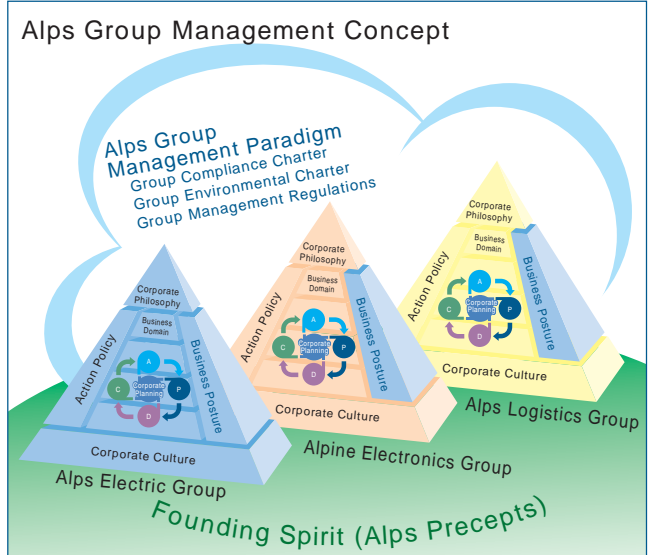 Alps Group Management Concept
Alps Group
Management Paradigm
Group Compliance Charter
Group Environmental Charter
Group Management Regulations
Corporate
Philosophy
Business
Domain
Action Policy
Business Posture
A
C
Corporate
Planning
P
D
Corporate Culture
Alps Electric Group
Corporate
Philosophy
Business
Domain
Action Policy
Business Posture
A
C
Corporate
Planning
P
D
Corporate Culture
Alpine Electronics Group
Corporate
Philosophy
Business
Domain
Action Policy
Business Posture
A
C
Corporate
Planning
P
D
Corporate Culture
Alps Logistics Group
Founding Spirit (Alps Precepts)